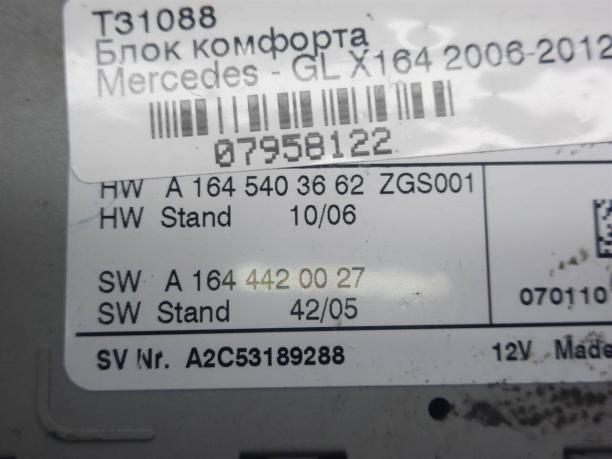 T31088
Блок комфорта
Mercedes - GL X164 2006-2012
07958122
HW A 164 540 36 62 ZGS001
HW Stand 10/06
SW A 164 442 00 27
SW Stand 42/05
070110
SV Nr. A2C53189288 12V Made